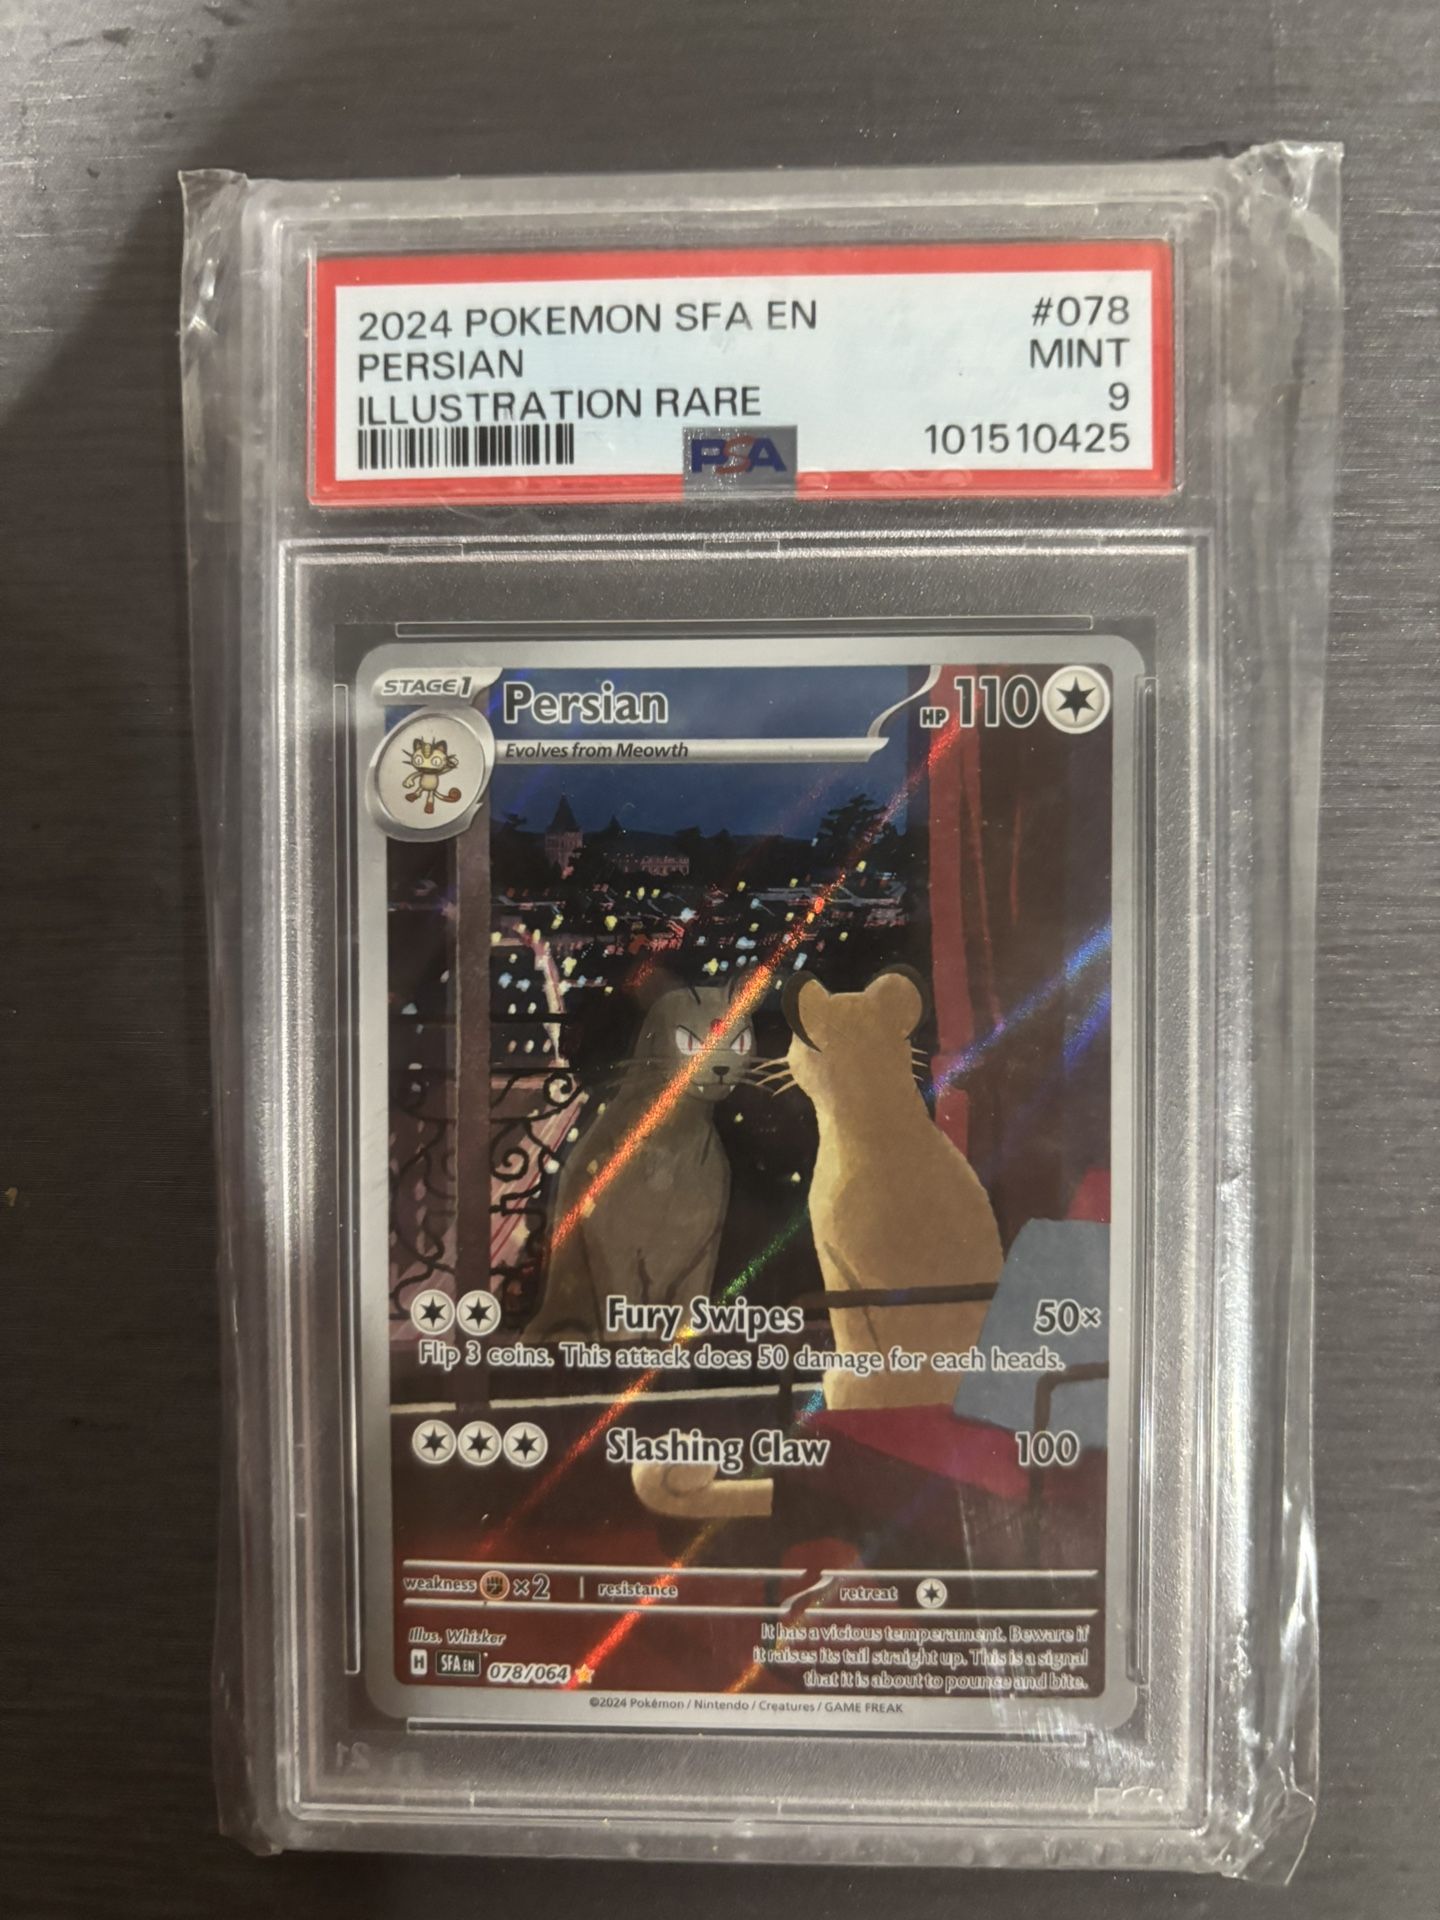 2024 POKEMON SFA EN #078
PERSIAN MINT
ILLUSTRATION RARE 9
PSA 101510425
STAGE 1 Persian HP 110
Evolves from Meowth
Fury Swipes 50×
Flip 3 coins. This attack does 50 damage for each heads.
Slashing Claw 100
weakness ×2 resistance retreat
Illus. Whisker
It has a vicious temperament. Beware if
it raises its tail straight up. This is a signal
that it is about to pounce and bite.
H SFA EN 078/064
©2024 Pokémon / Nintendo / Creatures / GAME FREAK